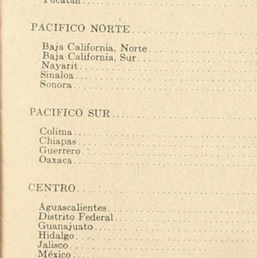 Yucatán
PACIFICO NORTE
Baja California, Norte
Baja California, Sur
Nayarit
Sinaloa
Sonora
PACIFICO SUR
Colima
Chiapas
Guerrero
Oaxaca
CENTRO
Aguascalientes
Distrito Federal
Guanajuato
Hidalgo
Jalisco
México